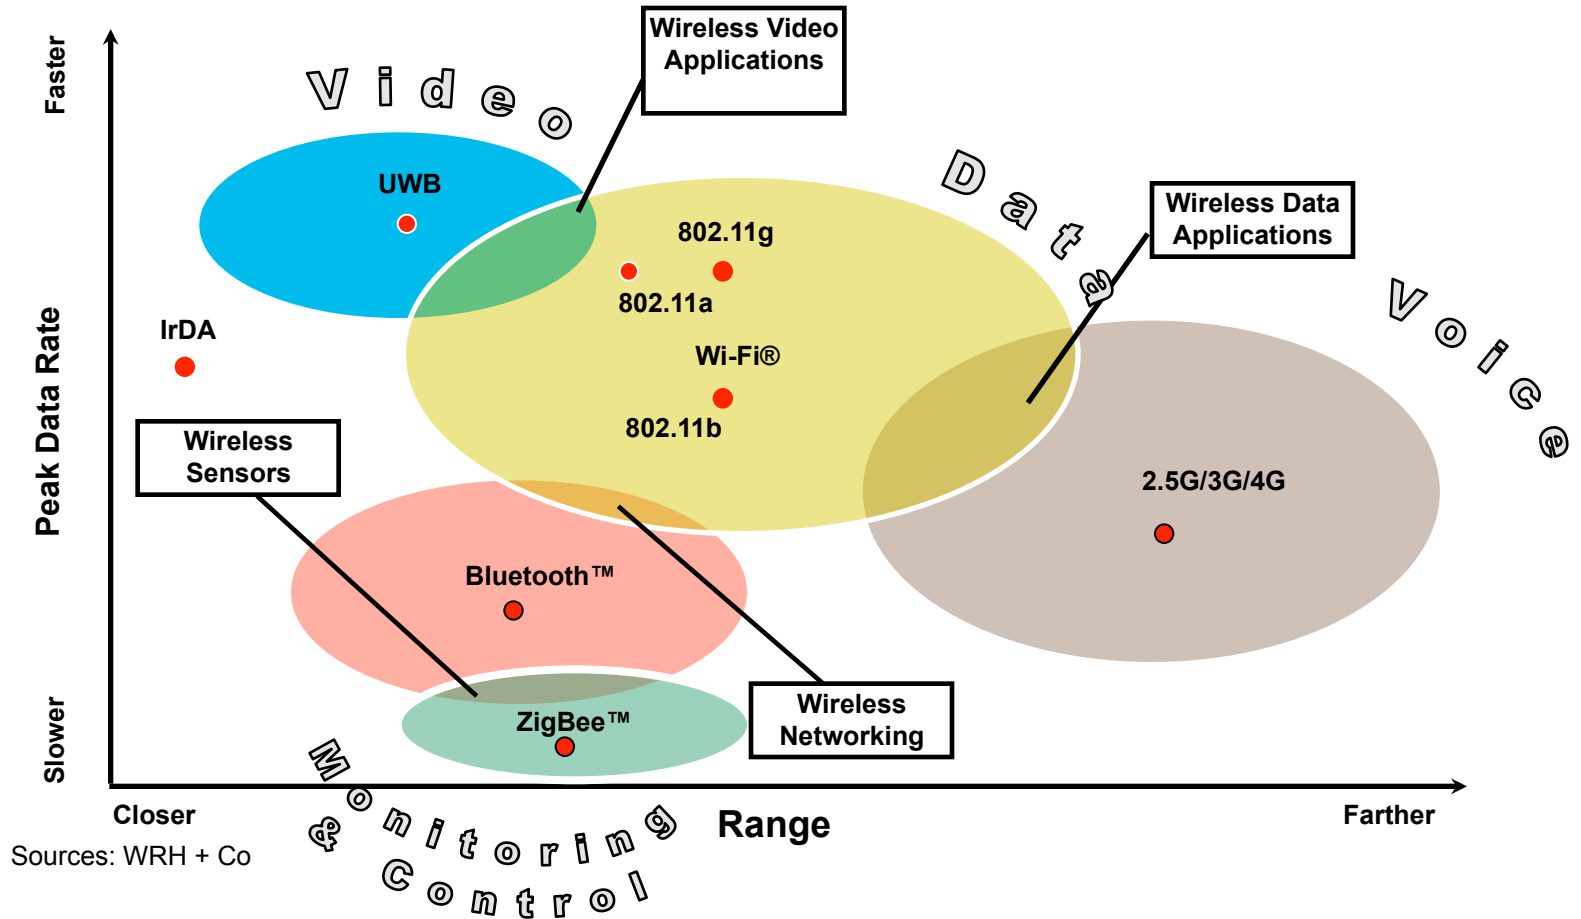 Wireless Video
Applications
Faster
Video
UWB
Data
Wireless Data
Applications
802.11g
802.11a
Voice
IrDA
Wi-Fi®
802.11b
Peak Data Rate
Wireless
Sensors
2.5G/3G/4G
Bluetooth™
Wireless
Networking
ZigBee™
Slower
Monitoring
& Control
Closer
Range
Farther
Sources: WRH + Co